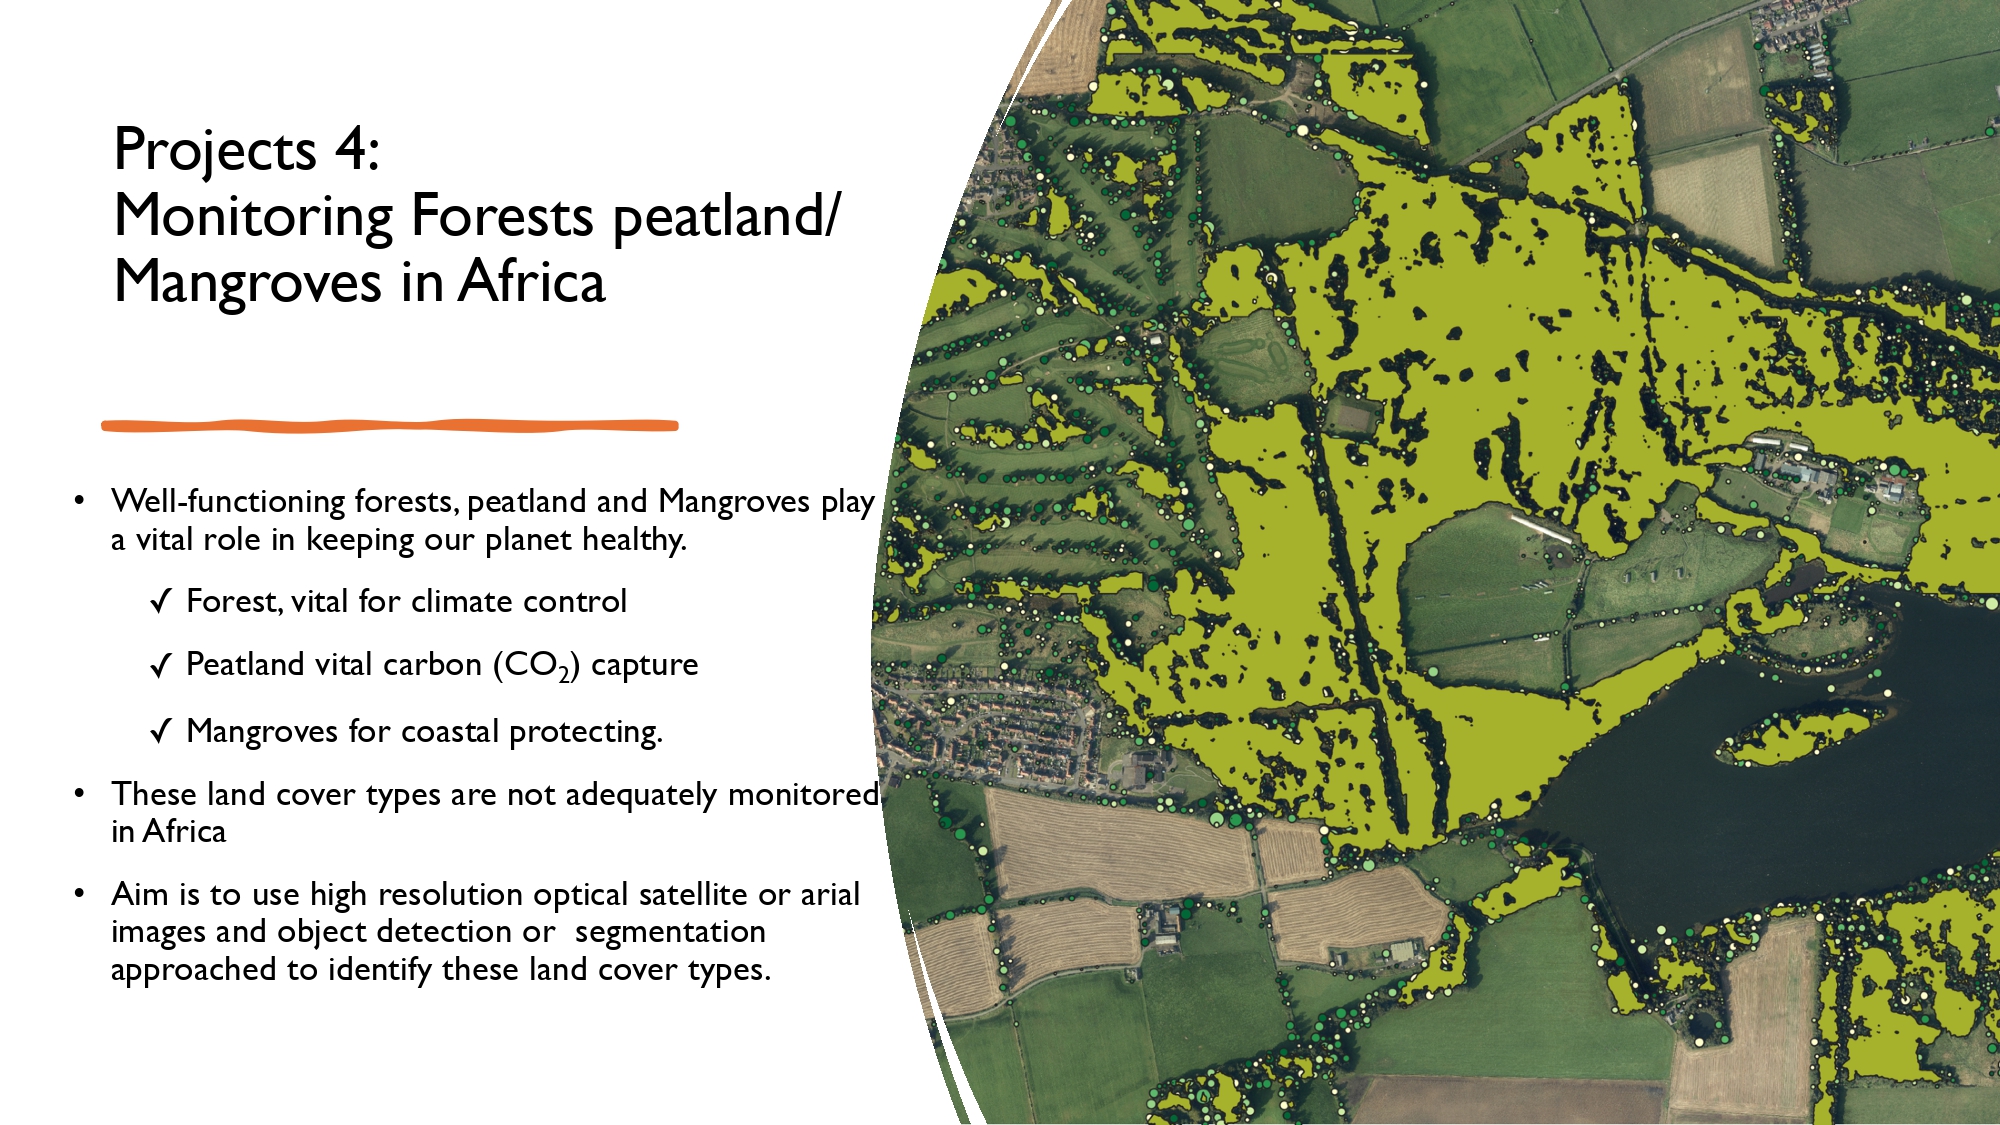 Projects 4:
Monitoring Forests peatland/
Mangroves in Africa
• Well-functioning forests, peatland and Mangroves play
a vital role in keeping our planet healthy.
✓ Forest, vital for climate control
✓ Peatland vital carbon (CO₂) capture
✓ Mangroves for coastal protecting.
• These land cover types are not adequately monitored
in Africa
• Aim is to use high resolution optical satellite or arial
images and object detection or  segmentation
approached to identify these land cover types.